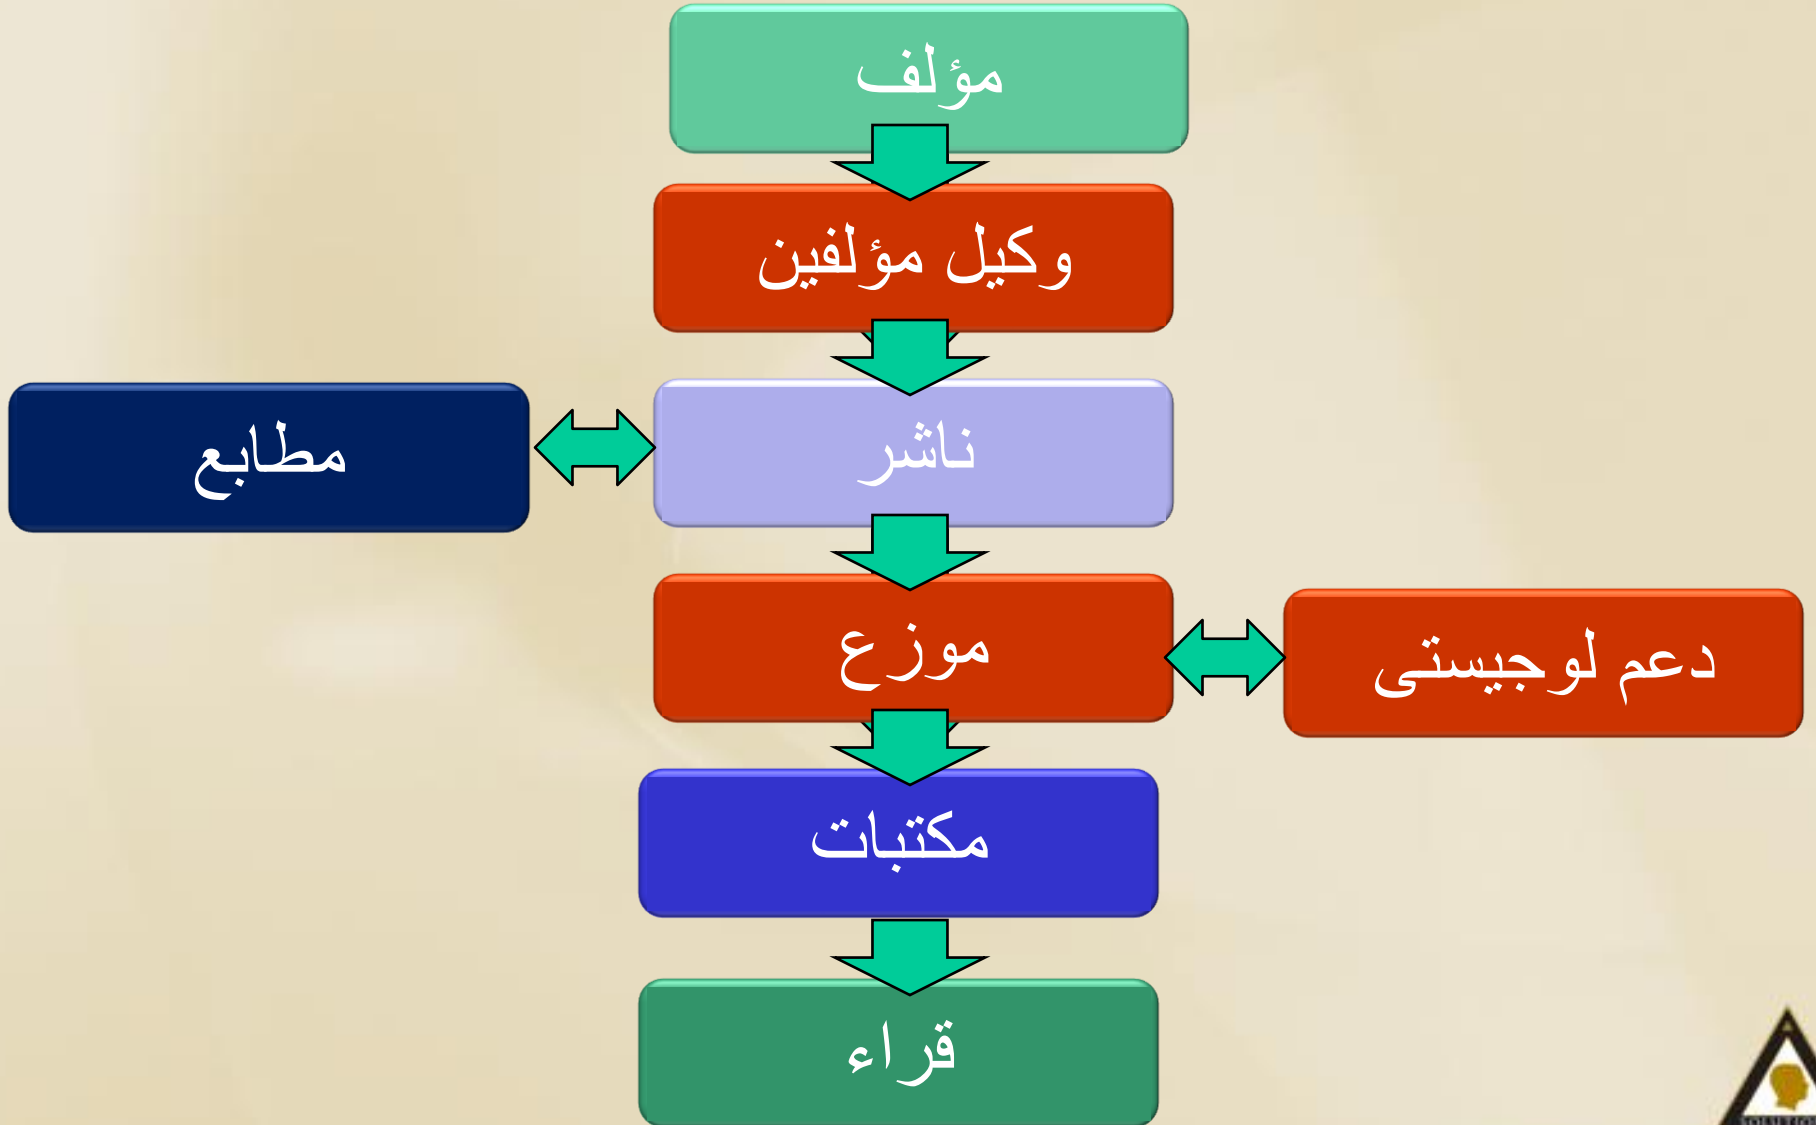 مؤلف
وكيل مؤلفين
ناشر
مطابع
موزع
دعم لوجيستى
مكتبات
قراء